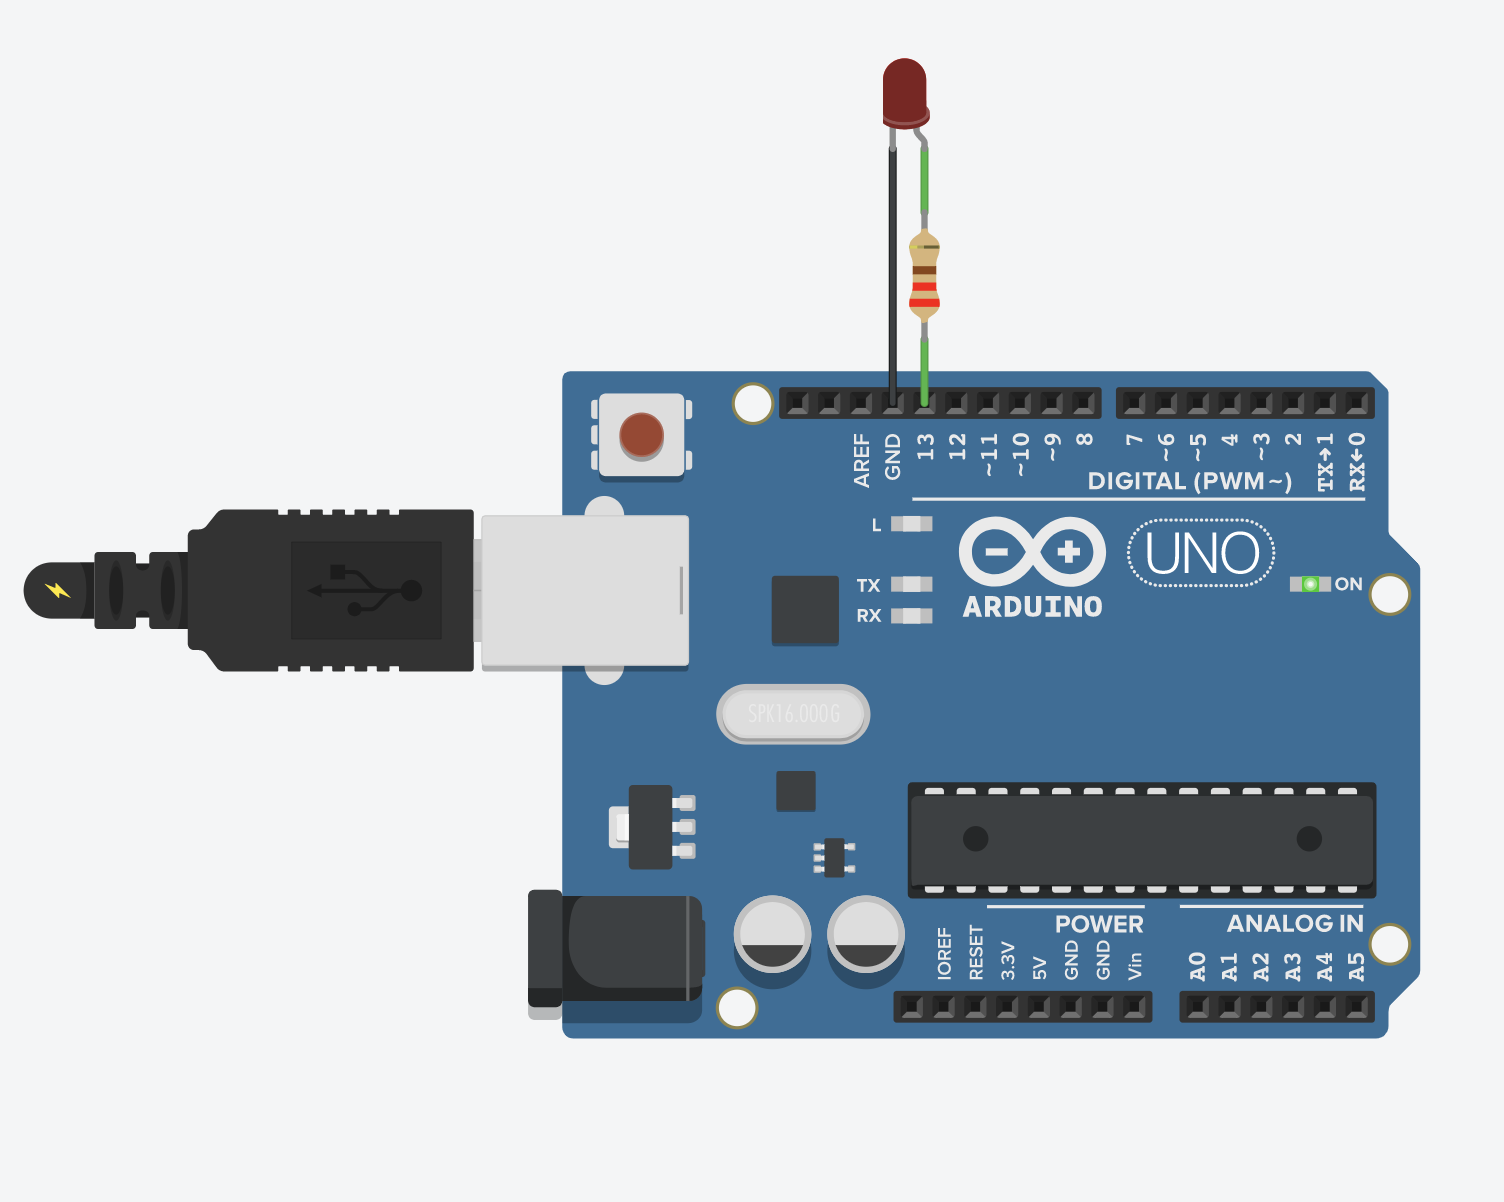 AREF
GND
13
12
~11
~10
~9
8
7
~6
~5
4
~3
2
TX→1
RX←0
DIGITAL (PWM~)
L
TX
RX
ARDUINO
UNO
ON
SPK16.000G
POWER
ANALOG IN
IOREF
RESET
3.3V
5V
GND
GND
Vin
A0
A1
A2
A3
A4
A5